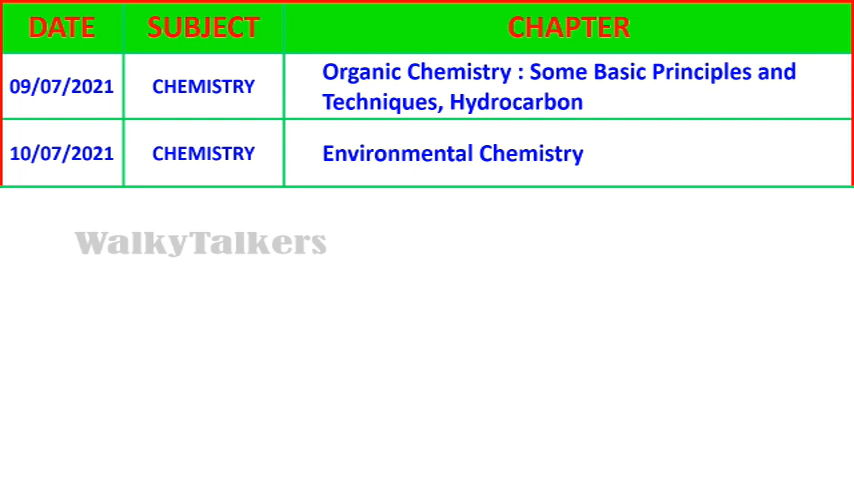 DATE SUBJECT CHAPTER
09/07/2021 CHEMISTRY Organic Chemistry : Some Basic Principles and
Techniques, Hydrocarbon
10/07/2021 CHEMISTRY Environmental Chemistry
WalkyTalkers